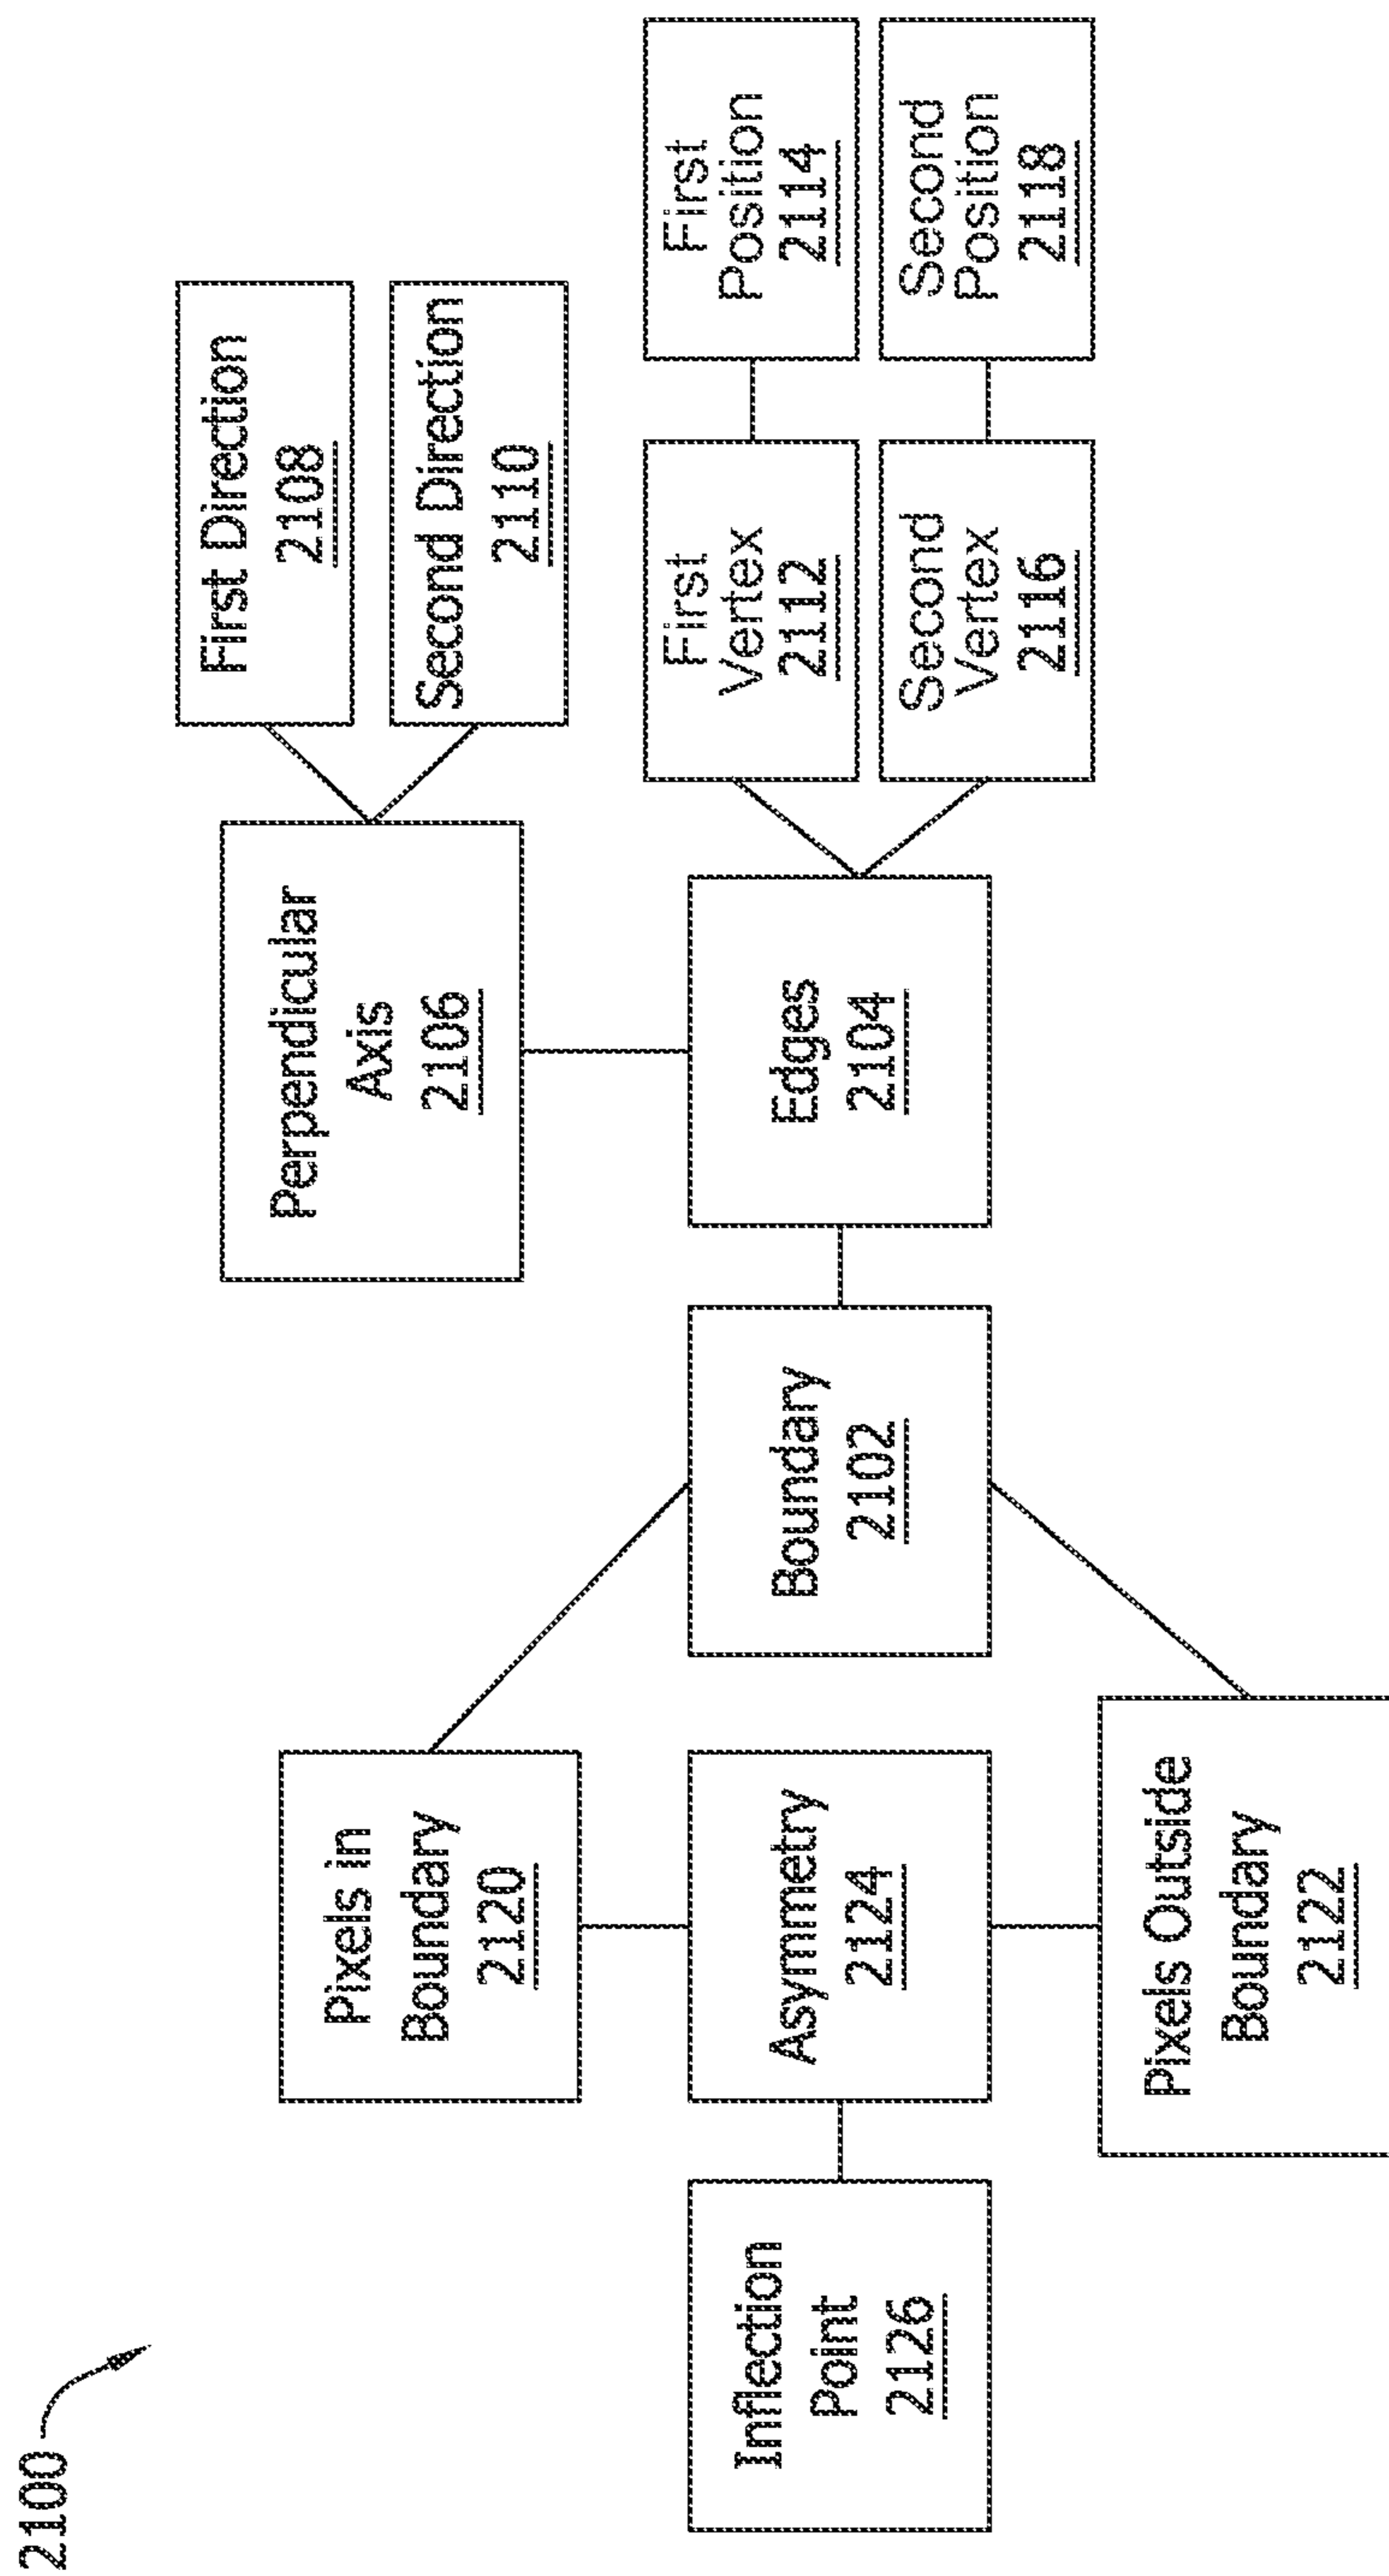 2100
First Direction
2108
Second Direction
2110
Perpendicular
Axis
2106
First
Position
2114
First
Vertex
2112
Second
Position
2118
Second
Vertex
2116
Edges
2104
Boundary
2102
Pixels in
Boundary
2120
Asymmetry
2124
Pixels Outside
Boundary
2122
Inflection
Point
2126